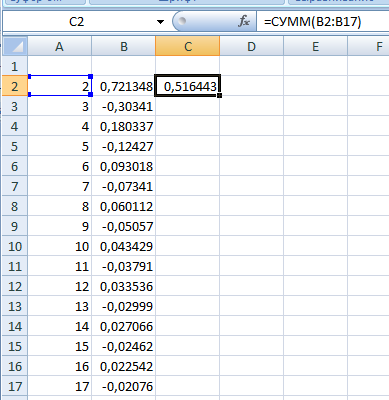 C2 fx =СУММ(B2:B17)
A B C D E F
1
2 2 0,721348 0,516443
3 3 -0,30341
4 4 0,180337
5 5 -0,12427
6 6 0,093018
7 7 -0,07341
8 8 0,060112
9 9 -0,05057
10 10 0,043429
11 11 -0,03791
12 12 0,033536
13 13 -0,02999
14 14 0,027066
15 15 -0,02462
16 16 0,022542
17 17 -0,02076